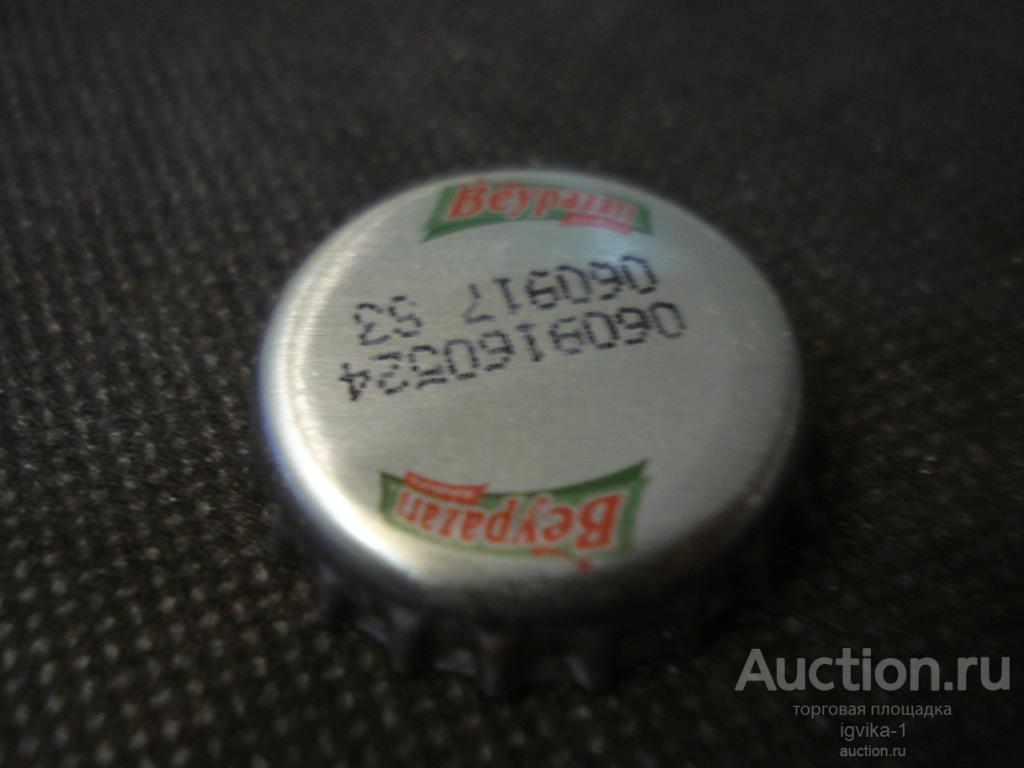 Beypazarı
0609160524
060917 S3
Beypazarı
Auction.ru
торговая площадка
igvika-1
auction.ru